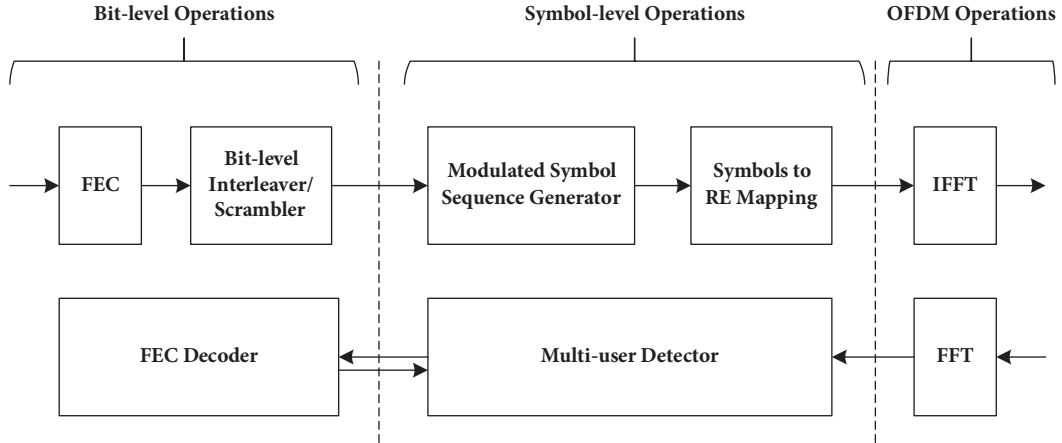 Bit-level Operations
Symbol-level Operations
OFDM Operations
FEC
Bit-level
Interleaver/
Scrambler
Modulated Symbol
Sequence Generator
Symbols to
RE Mapping
IFFT
FEC Decoder
Multi-user Detector
FFT